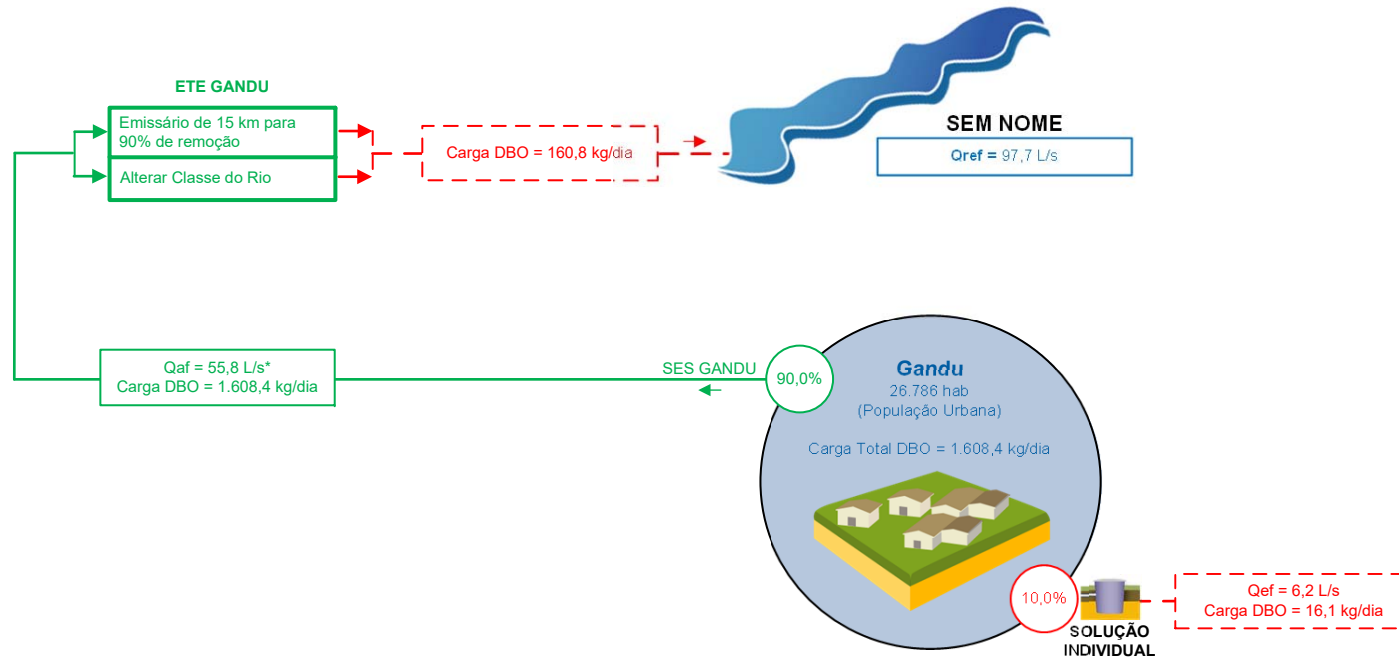 ETE GANDU
Emissário de 15 km para
90% de remoção
Alterar Classe do Rio
Carga DBO = 160,8 kg/dia
SEM NOME
Qref = 97,7 L/s
Qaf = 55,8 L/s*
Carga DBO = 1.608,4 kg/dia
SES GANDU
90,0%
Gandu
26.786 hab
(População Urbana)
Carga Total DBO = 1.608,4 kg/dia
10,0%
SOLUÇÃO
INDIVIDUAL
Qef = 6,2 L/s
Carga DBO = 16,1 kg/dia